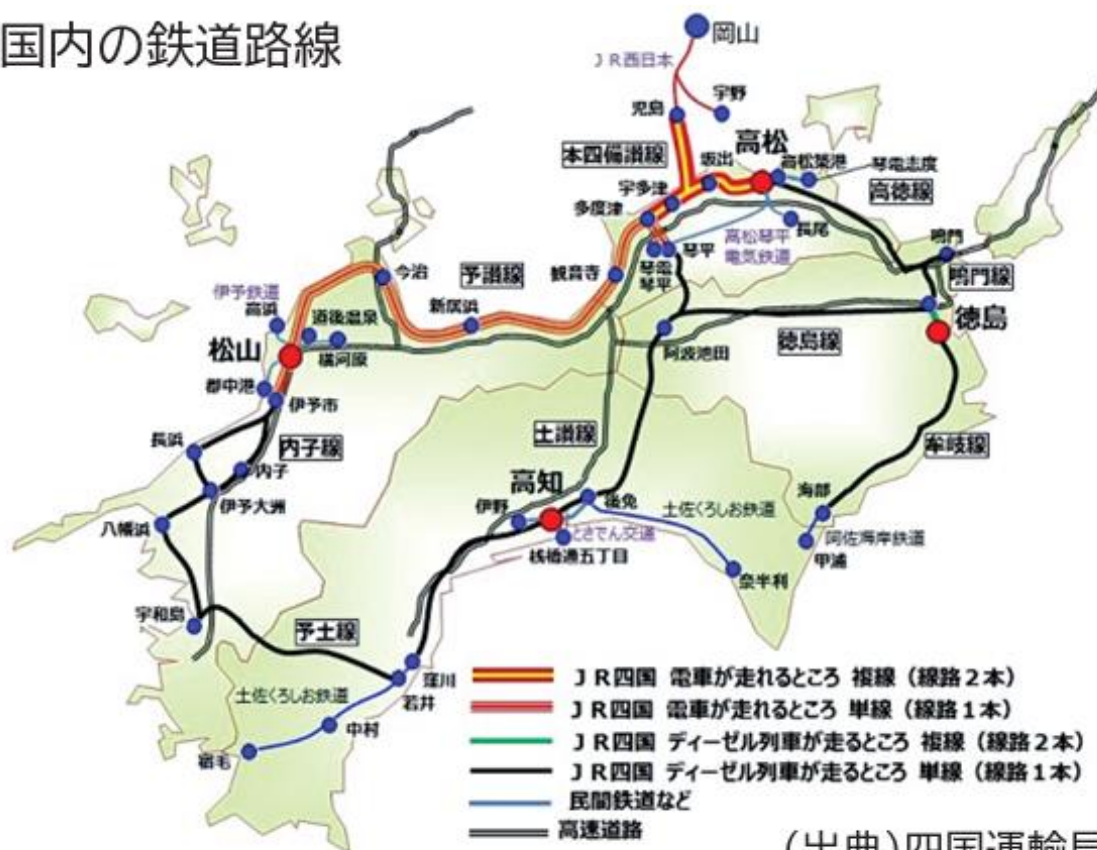 国内の鉄道路線
岡山
ＪＲ西日本
児島
宇野
高松
本四備讃線
坂出
高松築港
琴電志度
宇多津
高徳線
多度津
長尾
高松琴平
電気鉄道
鳴門
琴平
琴電
琴平
鳴門線
今治
予讃線
観音寺
伊予鉄道
高浜
道後温泉
新居浜
徳島
松山
横河原
阿波池田
徳島線
郡中港
伊予市
長浜
内子線
土讃線
牟岐線
内子
高知
伊予大洲
伊野
後免
土佐くろしお鉄道
海部
八幡浜
とさでん交通
阿佐海岸鉄道
桟橋通五丁目
甲浦
奈半利
宇和島
予土線
窪川
土佐くろしお鉄道
若井
中村
宿毛
ＪＲ四国 電車が走れるところ 複線（線路２本）
ＪＲ四国 電車が走れるところ 単線（線路１本）
ＪＲ四国 ディーゼル列車が走るところ 複線（線路２本）
ＪＲ四国 ディーゼル列車が走るところ 単線（線路１本）
民間鉄道など
高速道路
（出典）四国運輸局